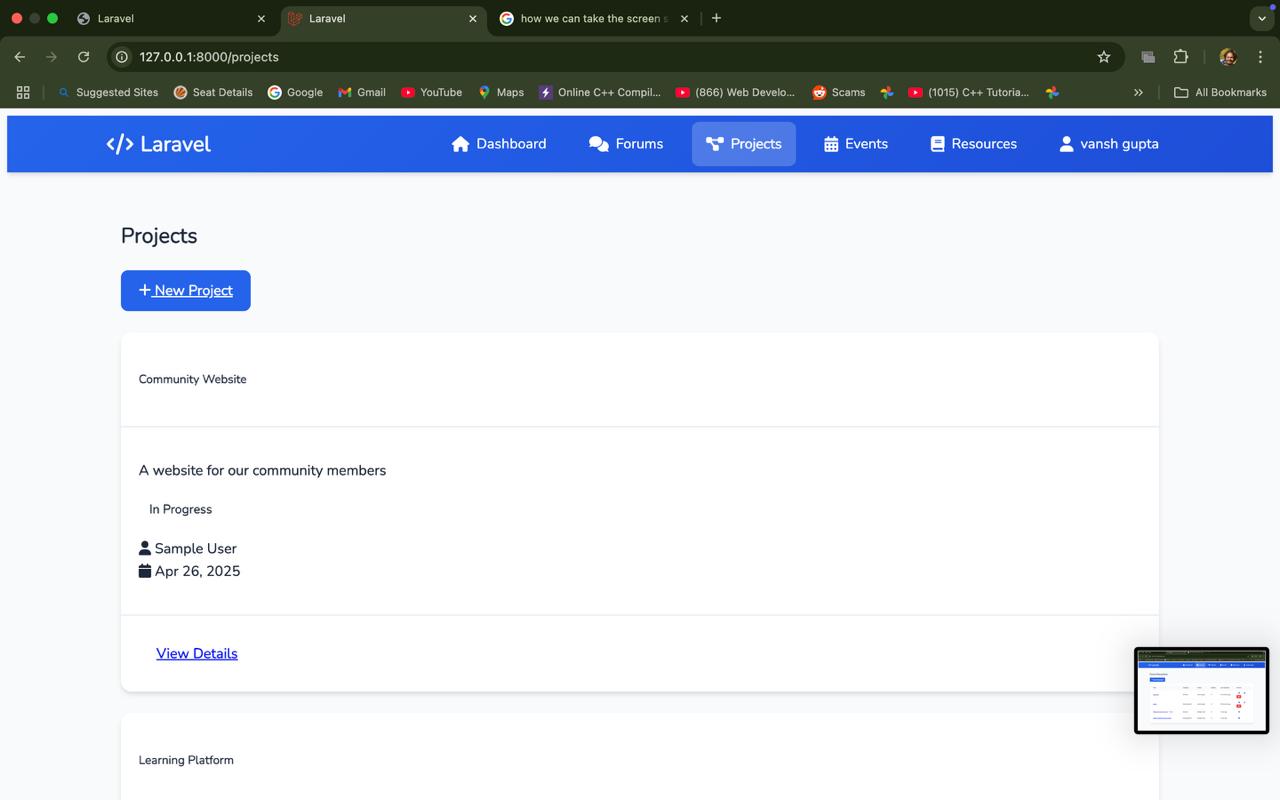 Laravel
Laravel
how we can take the screen s
127.0.0.1:8000/projects
Suggested Sites
Seat Details
Google
Gmail
YouTube
Maps
Online C++ Compil...
(866) Web Develo...
Scams
(1015) C++ Tutoria...
All Bookmarks
</> Laravel
Dashboard
Forums
Projects
Events
Resources
vansh gupta
Projects
+ New Project
Community Website
A website for our community members
In Progress
Sample User
Apr 26, 2025
View Details
Learning Platform